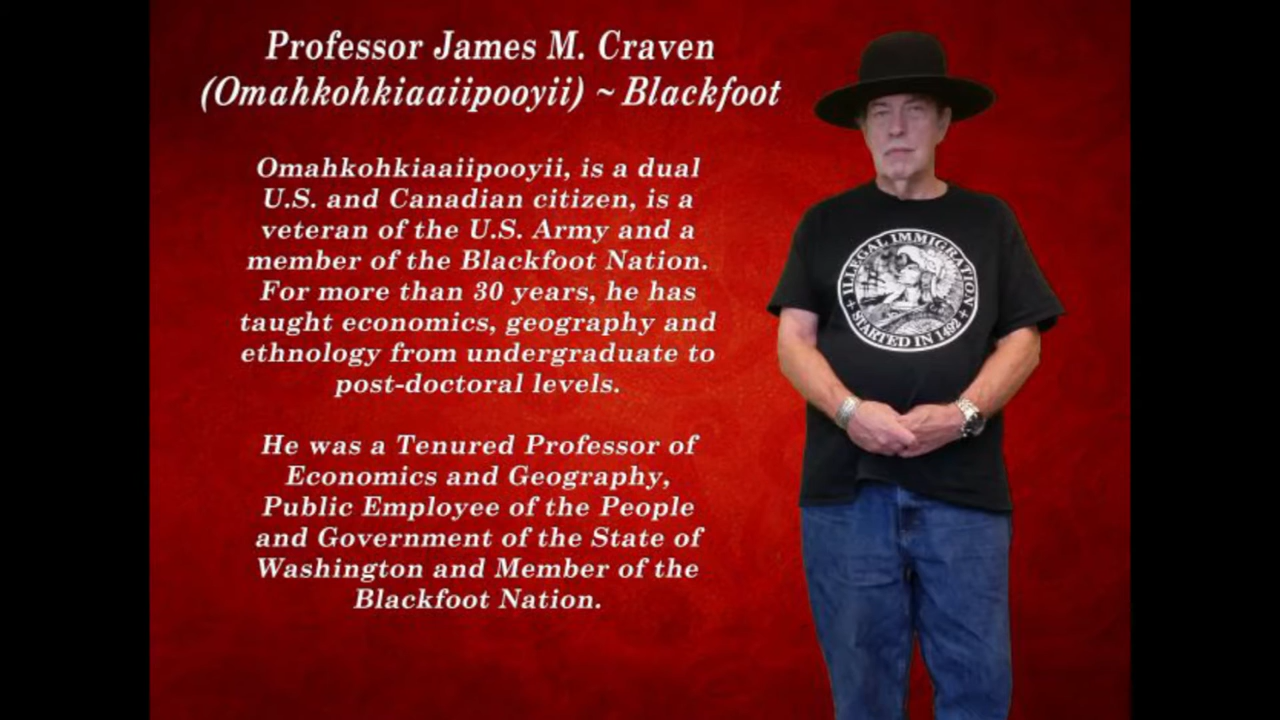 Professor James M. Craven
(Omahkohkiaaiipooyii) ~ Blackfoot
Omahkohkiaaiipooyii, is a dual
U.S. and Canadian citizen, is a
veteran of the U.S. Army and a
member of the Blackfoot Nation.
For more than 30 years, he has
taught economics, geography and
ethnology from undergraduate to
post-doctoral levels.
He was a Tenured Professor of
Economics and Geography,
Public Employee of the People
and Government of the State of
Washington and Member of the
Blackfoot Nation.
ILLEGAL IMMIGRATION
+ STARTED IN 1492 +